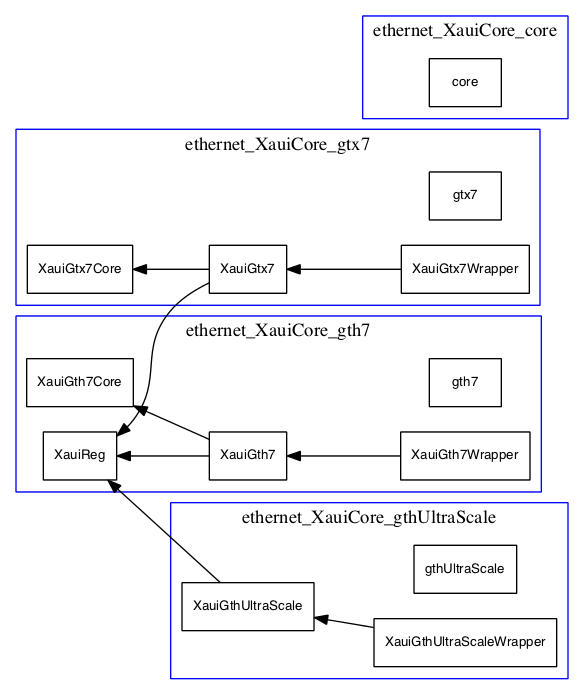 ethernet_XauiCore_core
core
ethernet_XauiCore_gtx7
gtx7
XauiGtx7Core
XauiGtx7
XauiGtx7Wrapper
ethernet_XauiCore_gth7
XauiGth7Core
gth7
XauiReg
XauiGth7
XauiGth7Wrapper
ethernet_XauiCore_gthUltraScale
gthUltraScale
XauiGthUltraScale
XauiGthUltraScaleWrapper